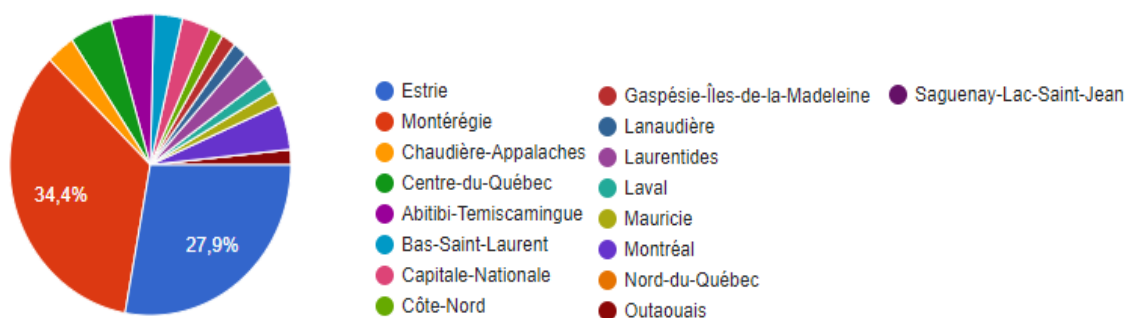 34,4%
27,9%
Estrie
Montérégie
Chaudière-Appalaches
Centre-du-Québec
Abitibi-Temiscamingue
Bas-Saint-Laurent
Capitale-Nationale
Côte-Nord
Gaspésie-Îles-de-la-Madeleine
Lanaudière
Laurentides
Laval
Mauricie
Montréal
Nord-du-Québec
Outaouais
Saguenay-Lac-Saint-Jean